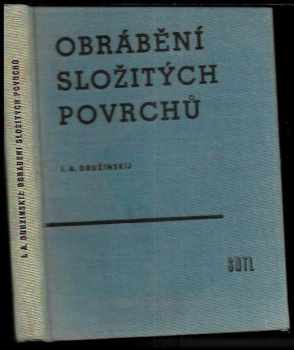 I. A. DRUŽINSKIJ: OBRÁBĚNÍ SLOŽITÝCH POVRCHŮ
OBRÁBĚNÍ
SLOŽITÝCH
POVRCHŮ
I. A. DRUŽINSKIJ
SNTL